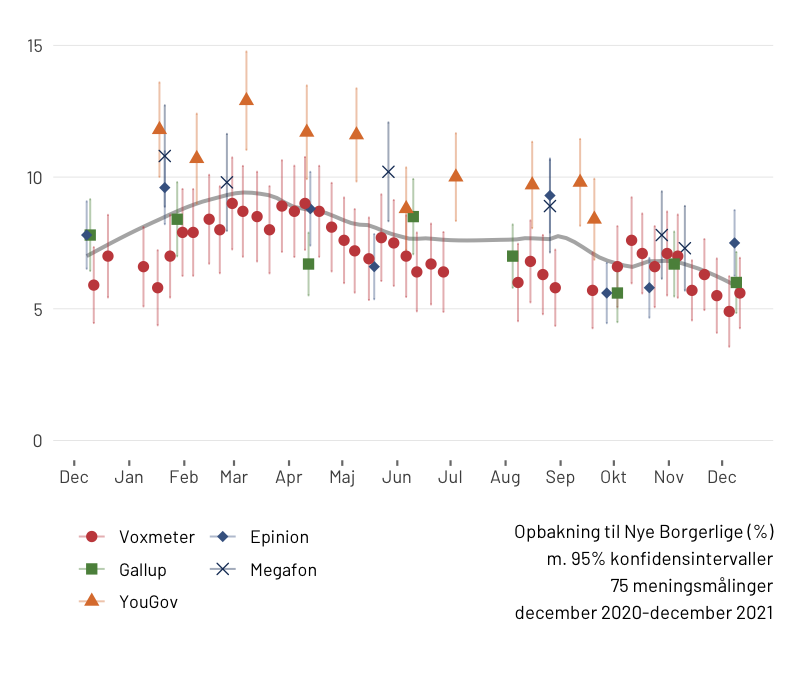 15
10
5
0
Dec Jan Feb Mar Apr Maj Jun Jul Aug Sep Okt Nov Dec
Voxmeter Epinion
Gallup Megafon
YouGov
Opbakning til Nye Borgerlige (%)
m. 95% konfidensintervaller
75 meningsmålinger
december 2020-december 2021